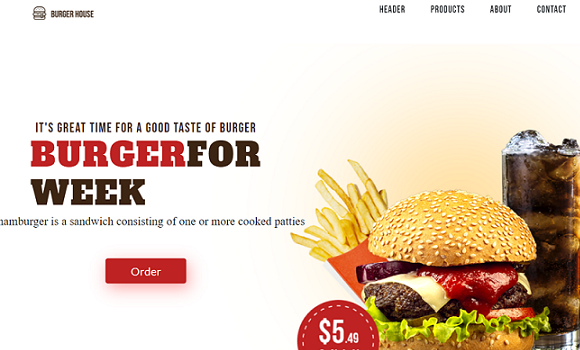 BURGER HOUSE
HEADER PRODUCTS ABOUT CONTACT
IT'S GREAT TIME FOR A GOOD TASTE OF BURGER
BURGERFOR
WEEK
hamburger is a sandwich consisting of one or more cooked patties
Order
$5.49